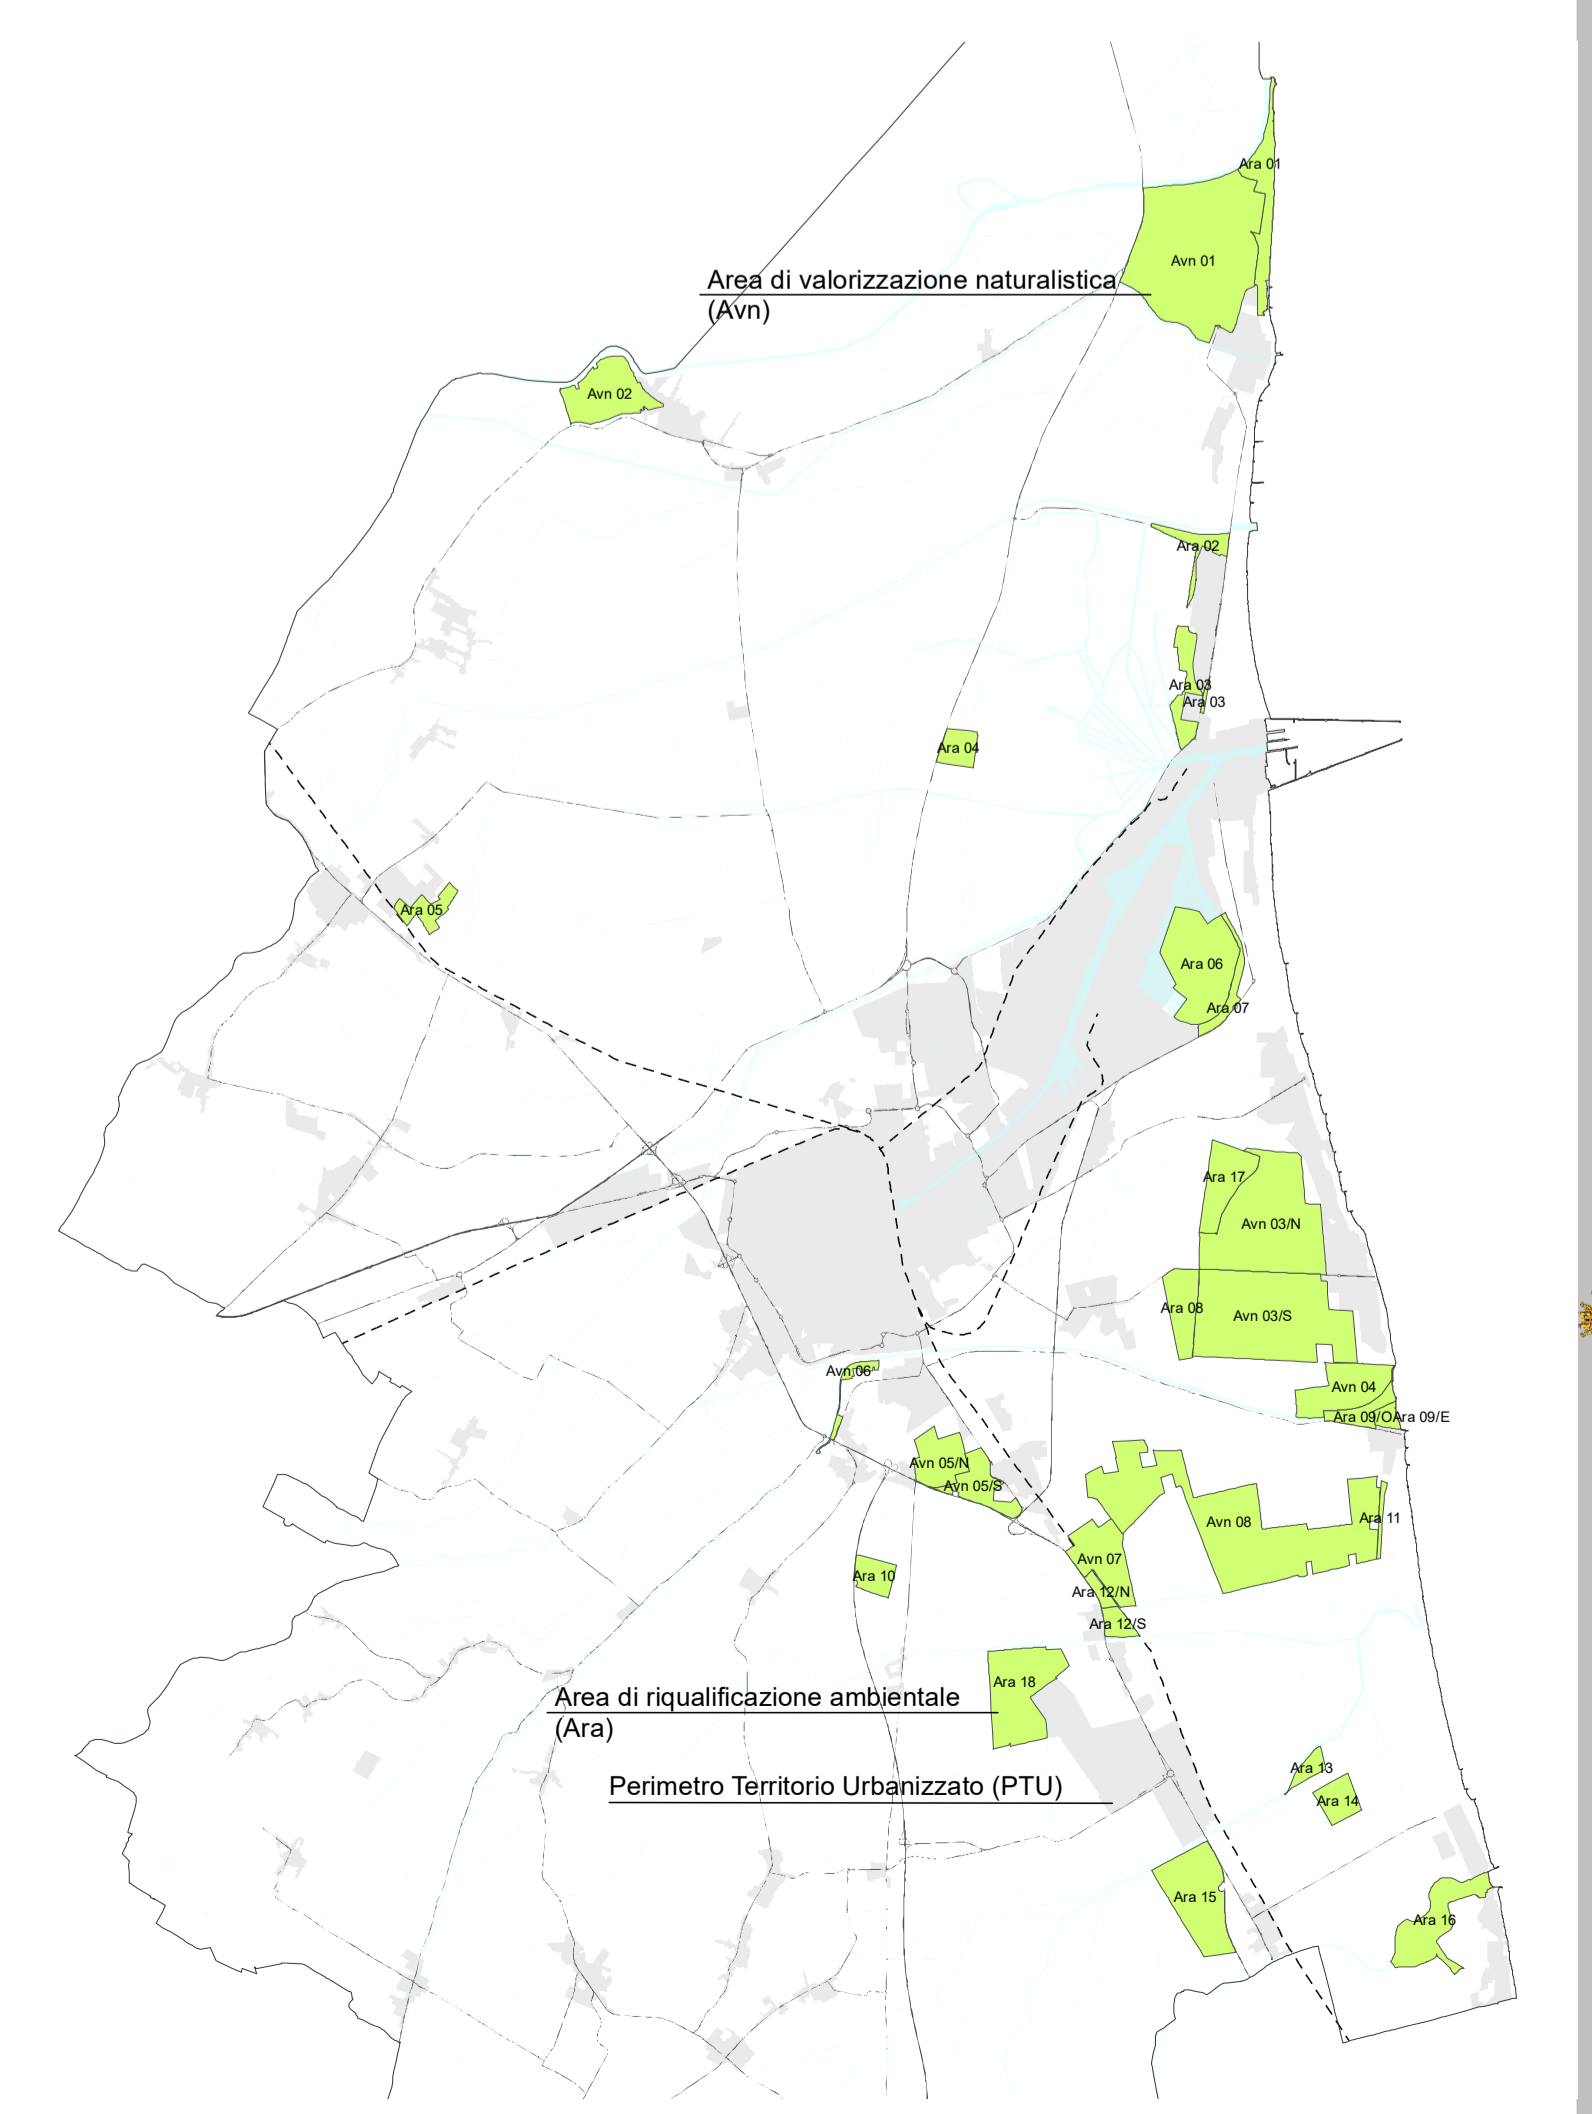 Ara 01
Avn 01
Area di valorizzazione naturalistica
(Avn)
Avn 02
Ara 02
Ara 03
Ara 03
Ara 04
Ara 05
Ara 06
Ara 07
Ara 17
Avn 03/N
Ara 08
Avn 03/S
Avn 06
Avn 04
Ara 09/O
Ara 09/E
Avn 05/N
Avn 05/S
Avn 08
Ara 11
Avn 07
Ara 10
Ara 12/N
Ara 12/S
Ara 18
Area di riqualificazione ambientale
(Ara)
Ara 13
Perimetro Territorio Urbanizzato (PTU)
Ara 14
Ara 15
Ara 16